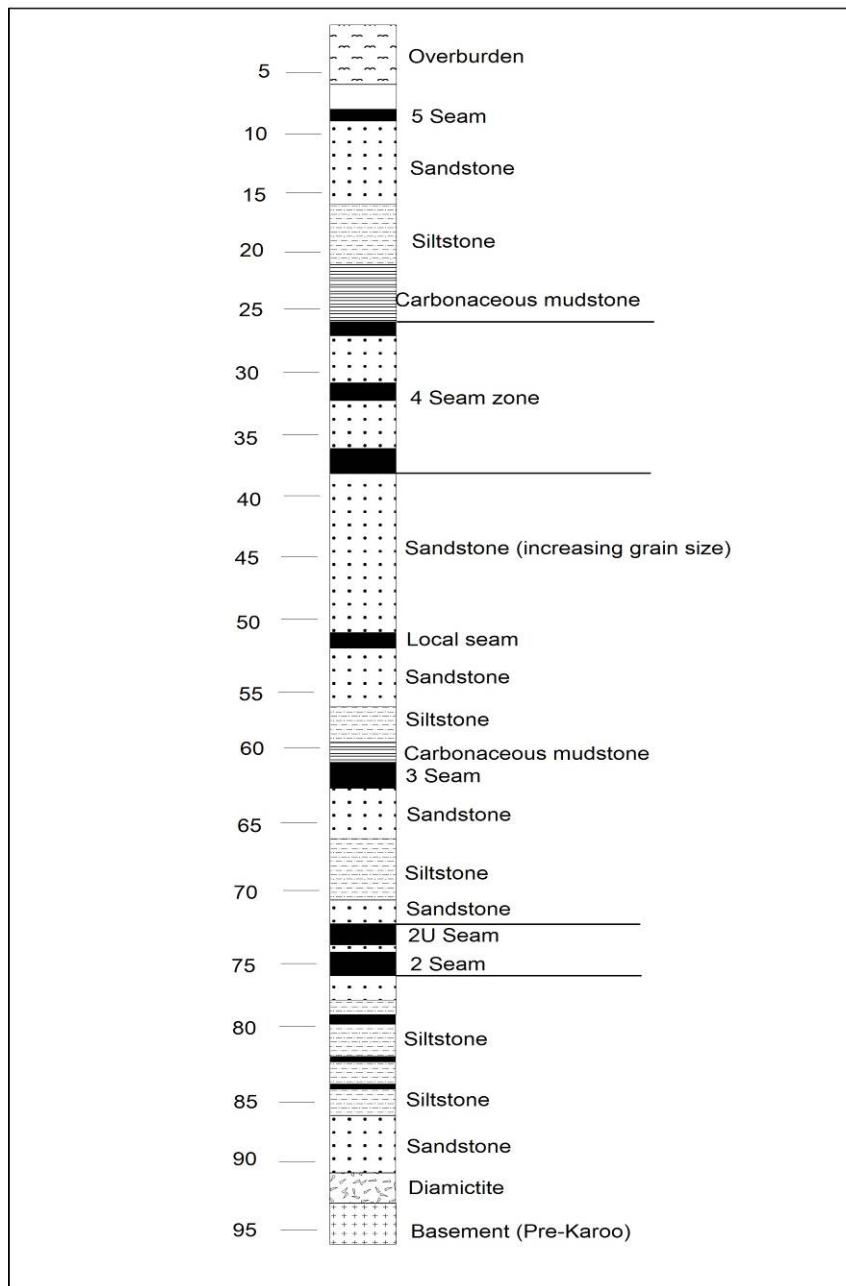 Overburden
5
5 Seam
10
Sandstone
15
Siltstone
20
Carbonaceous mudstone
25
30
4 Seam zone
35
40
Sandstone (increasing grain size)
45
50
Local seam
Sandstone
55
Siltstone
60
Carbonaceous mudstone
3 Seam
Sandstone
65
Siltstone
70
Sandstone
2U Seam
75
2 Seam
80
Siltstone
85
Siltstone
Sandstone
90
Diamictite
95
Basement (Pre-Karoo)